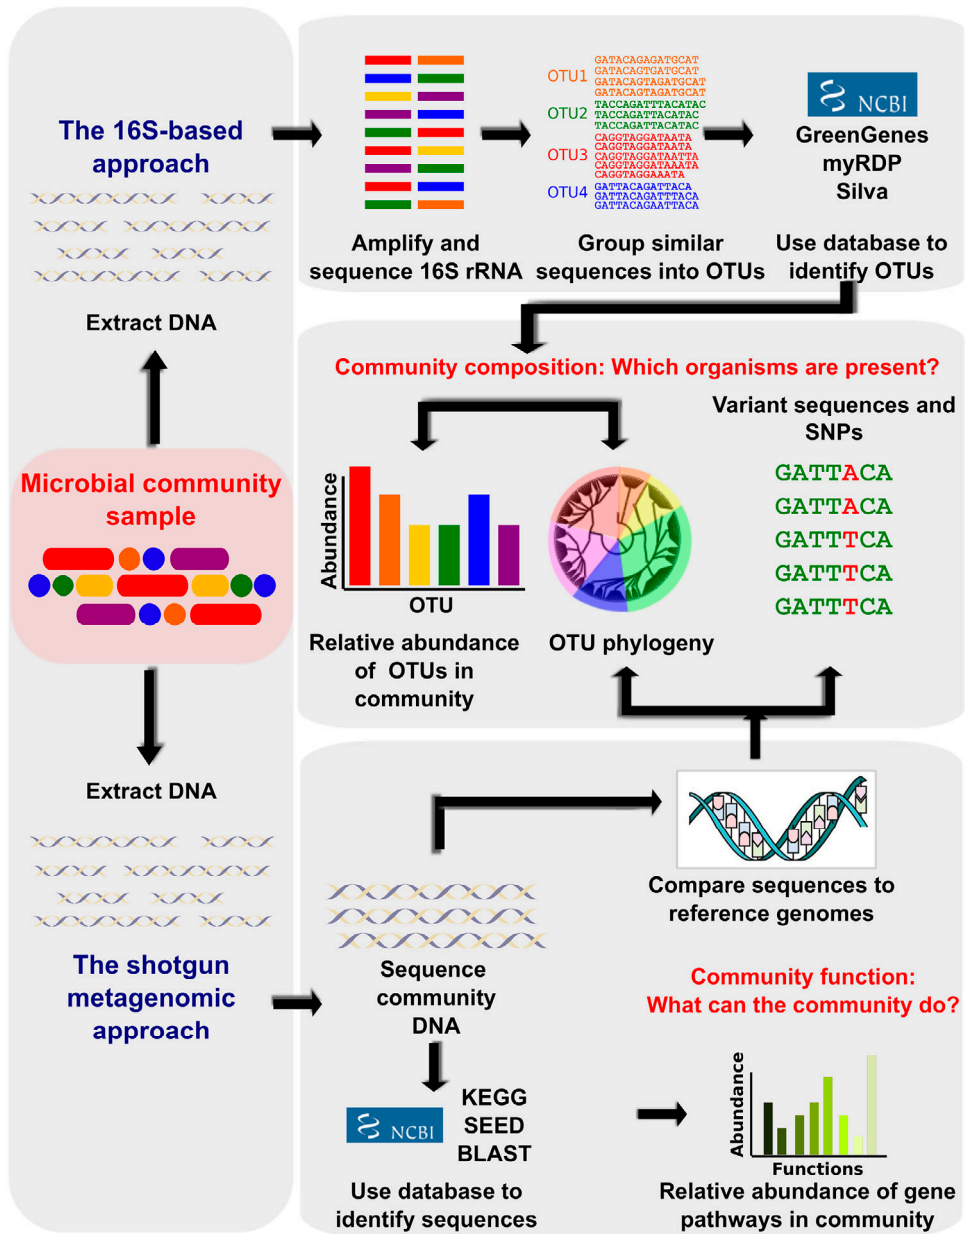 The 16S-based
approach
Extract DNA
Microbial community
sample
Extract DNA
The shotgun
metagenomic
approach
Amplify and
sequence 16S rRNA
OTU1
GATACAGAGATGCAT
GATACAGTGATGCAT
GATACAGTAGATGCAT
GATACAGTAGATGCAT
OTU2
TACCAGATTTACATAC
TACCAGATTACATAC
TACCAGATTACATAC
OTU3
CAGGTAGGATAATA
CAGGTAGGATAATA
CAGGTAGGATAATTA
CAGGTAGGATAAATA
CAGGTAGGAAATA
OTU4
GATTACAGATTACA
GATTACAGATTTACA
GATTACAGAATTACA
Group similar
sequences into OTUs
NCBI
GreenGenes
myRDP
Silva
Use database to
identify OTUs
Community composition: Which organisms are present?
Abundance
OTU
Relative abundance
of OTUs in
community
OTU phylogeny
Variant sequences and
SNPs
GATTACA
GATTACA
GATTTCA
GATTTCA
GATTTCA
Sequence
community
DNA
Compare sequences to
reference genomes
NCBI
KEGG
SEED
BLAST
Use database to
identify sequences
Community function:
What can the community do?
Abundance
Functions
Relative abundance of gene
pathways in community